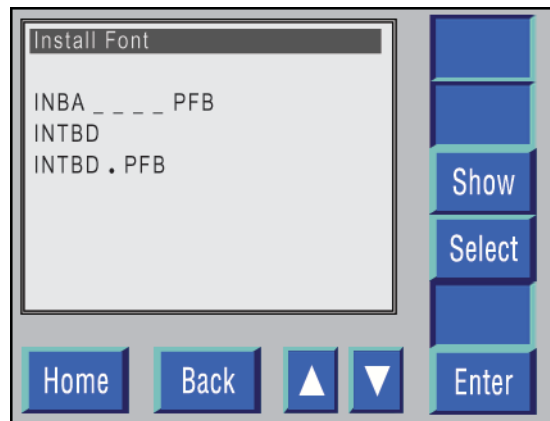 Install Font
INBA _ _ _ _ PFB
INTBD
INTBD . PFB
Show
Select
Home
Back
Enter